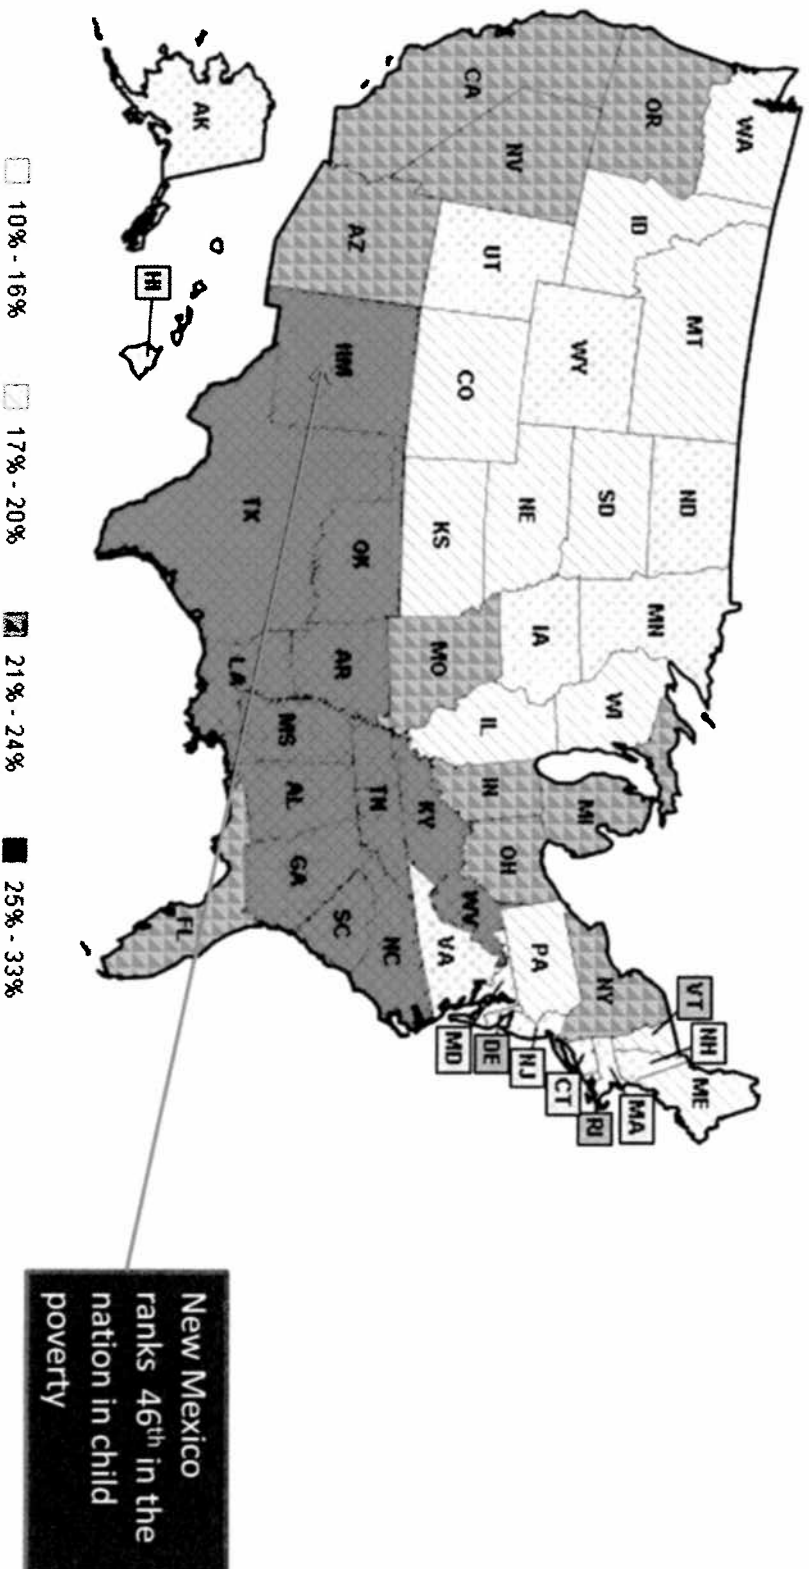 WA
OR
CA
NV
ID
MT
WY
UT
AZ
CO
NM
ND
SD
NE
KS
OK
TX
MN
IA
MO
AR
LA
WI
IL
MI
IN
OH
KY
TN
MS
AL
GA
FL
SC
NC
VA
WV
PA
NY
VT
NH
ME
MA
RI
CT
NJ
DE
MD
AK
HI
New Mexico
ranks 46th in the
nation in child
poverty
10% - 16%
17% - 20%
21% - 24%
25% - 33%